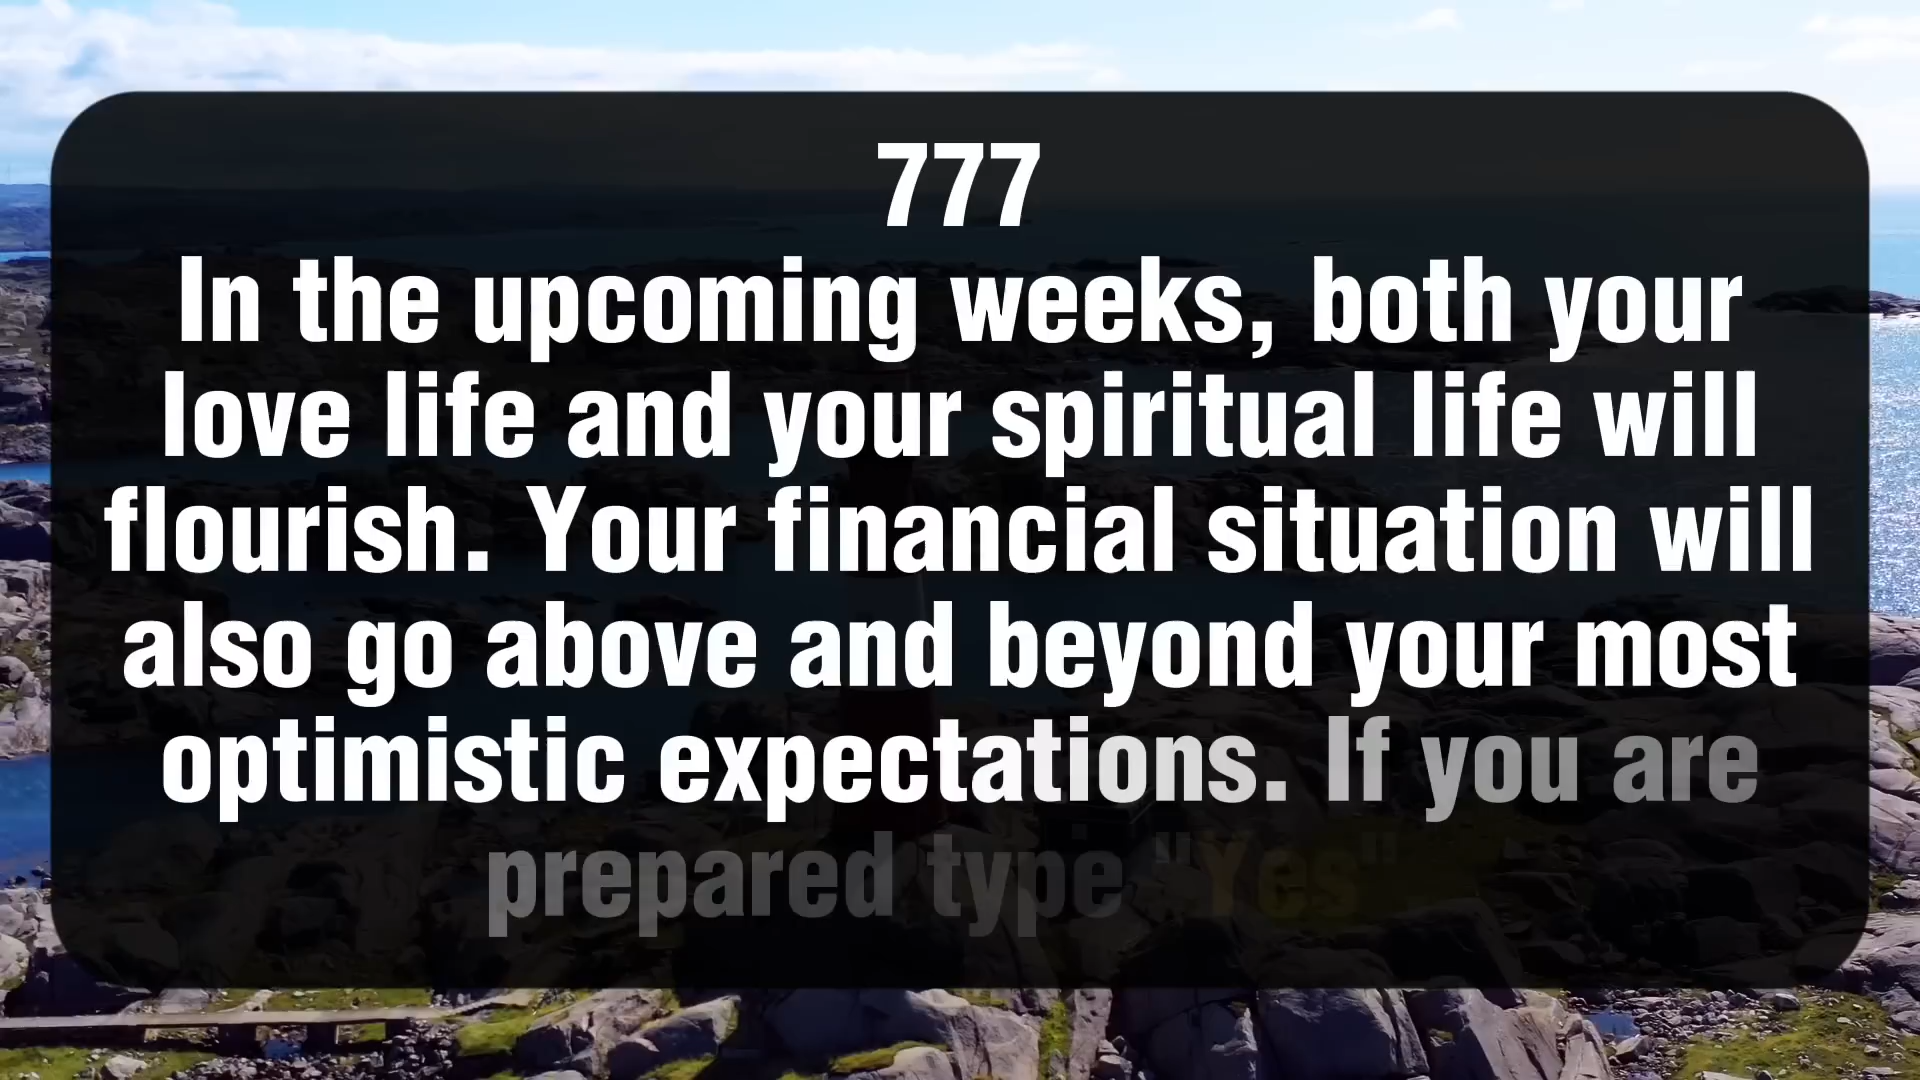 777
In the upcoming weeks, both your
love life and your spiritual life will
flourish. Your financial situation will
also go above and beyond your most
optimistic expectations. If you are
prepared type "Yes"